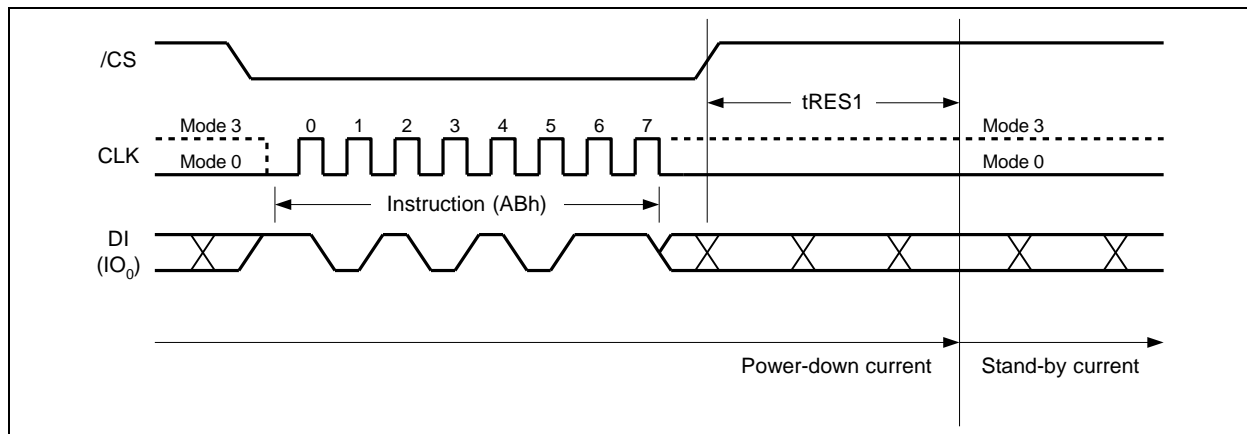 /CS
tRES1
Mode 3
0 1 2 3 4 5 6 7
Mode 3
CLK
Mode 0
Mode 0
Instruction (ABh)
DI
(IO₀)
Power-down current
Stand-by current